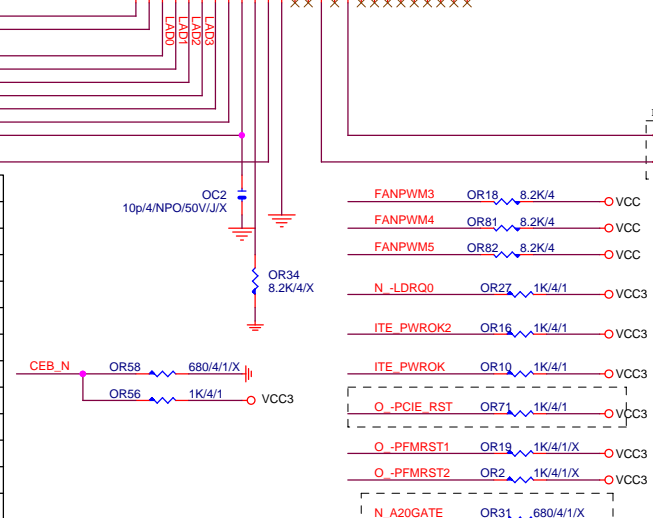 LAD0
LAD1
LAD2
LAD3
OC2
10p/4/NPO/50V/J/X
OR34
8.2K/4/X
FANPWM3 OR18 8.2K/4 VCC
FANPWM4 OR81 8.2K/4 VCC
FANPWM5 OR82 8.2K/4 VCC
N_-LDRQ0 OR27 1K/4/1 VCC3
ITE_PWROK2 OR16 1K/4/1 VCC3
ITE_PWROK OR10 1K/4/1 VCC3
O_-PCIE_RST OR71 1K/4/1 VCC3
O_-PFMRST1 OR19 1K/4/1/X VCC3
O_-PFMRST2 OR2 1K/4/1/X VCC3
N_A20GATE OR31 680/4/1/X
CEB_N OR58 680/4/1/X
OR56 1K/4/1 VCC3